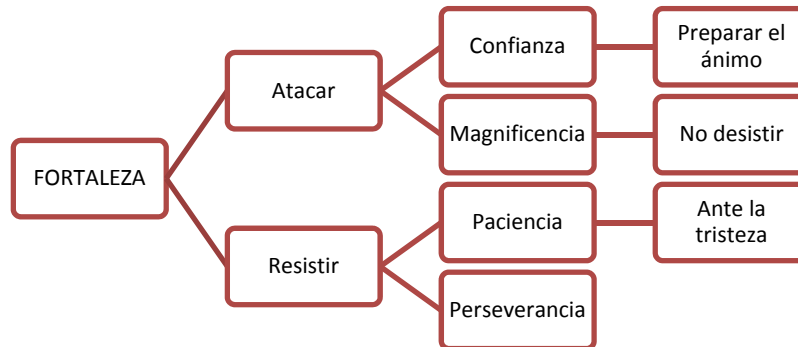 FORTALEZA
Atacar
Confianza
Preparar el
ánimo
Magnificencia
No desistir
Resistir
Paciencia
Ante la
tristeza
Perseverancia